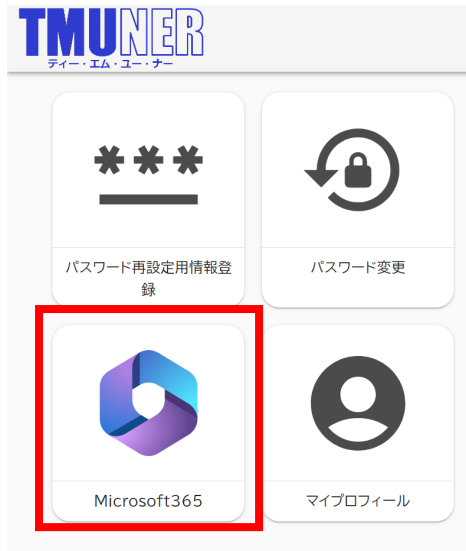 TMUNER
ティー・エム・ユー・ナー
***
パスワード再設定用情報登
録
パスワード変更
Microsoft365
マイプロフィール